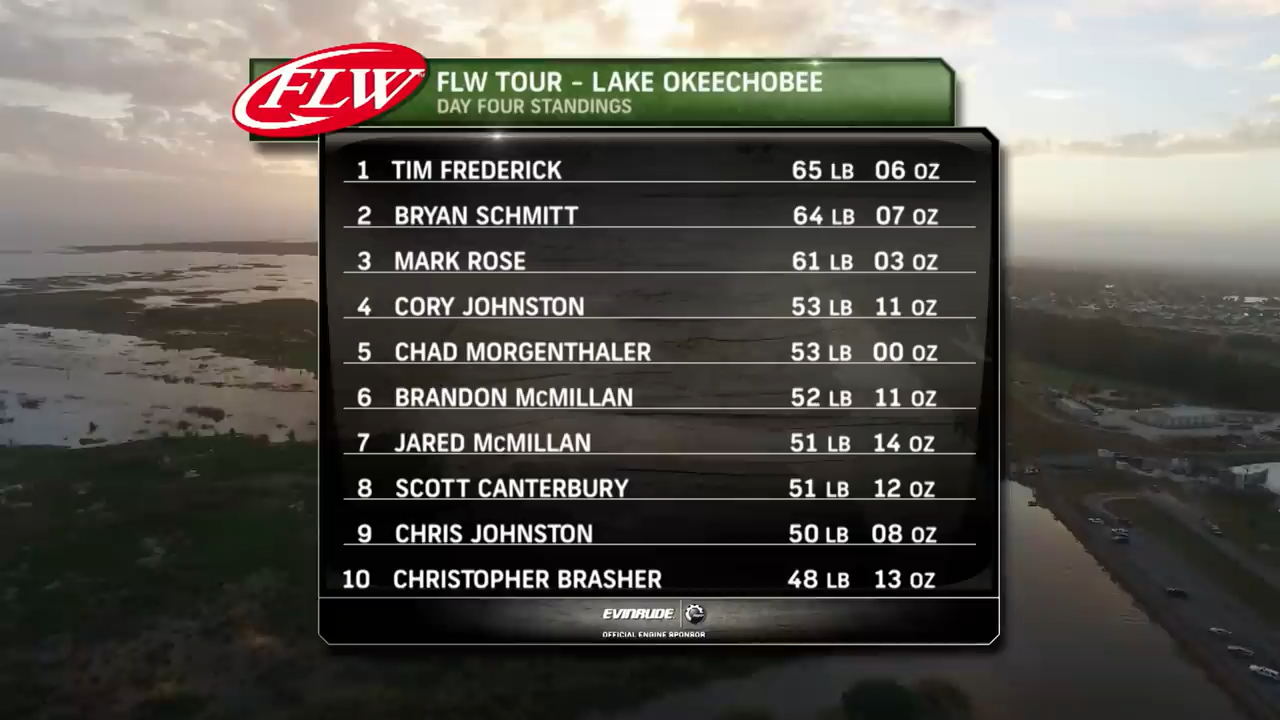 FLW
FLW TOUR - LAKE OKEECHOBEE
DAY FOUR STANDINGS
1 TIM FREDERICK 65 LB 06 OZ
2 BRYAN SCHMITT 64 LB 07 OZ
3 MARK ROSE 61 LB 03 OZ
4 CORY JOHNSTON 53 LB 11 OZ
5 CHAD MORGENTHALER 53 LB 00 OZ
6 BRANDON McMILLAN 52 LB 11 OZ
7 JARED McMILLAN 51 LB 14 OZ
8 SCOTT CANTERBURY 51 LB 12 OZ
9 CHRIS JOHNSTON 50 LB 08 OZ
10 CHRISTOPHER BRASHER 48 LB 13 OZ
EVINRUDE
OFFICIAL ENGINE SPONSOR